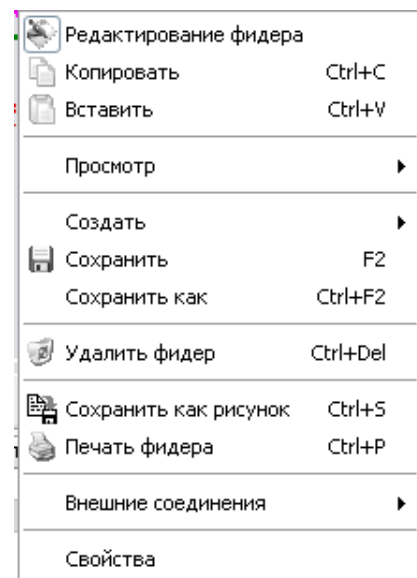 Редактирование фидера
Копировать Ctrl+C
Вставить Ctrl+V
Просмотр
Создать
Сохранить F2
Сохранить как Ctrl+F2
Удалить фидер Ctrl+Del
Сохранить как рисунок Ctrl+S
Печать фидера Ctrl+P
Внешние соединения
Свойства